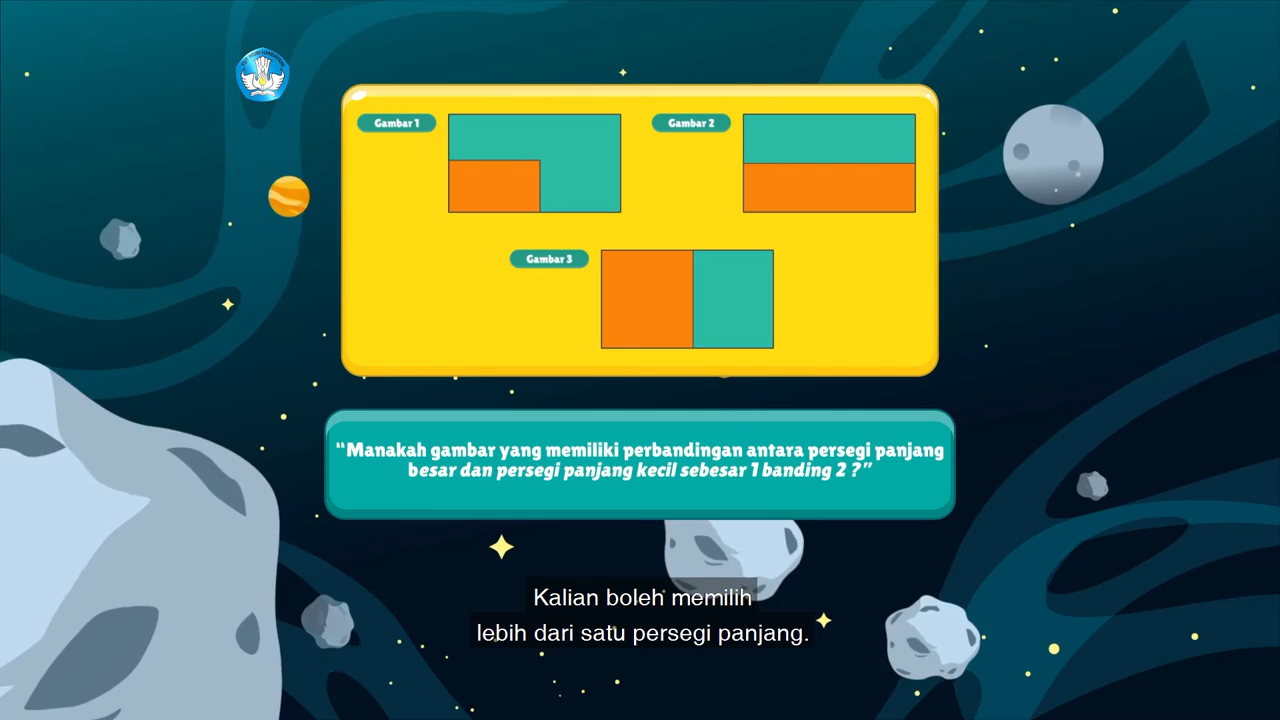 Gambar 1
Gambar 2
Gambar 3
“Manakah gambar yang memiliki perbandingan antara persegi panjang
besar dan persegi panjang kecil sebesar 1 banding 2 ?”
Kalian boleh memilih
lebih dari satu persegi panjang.